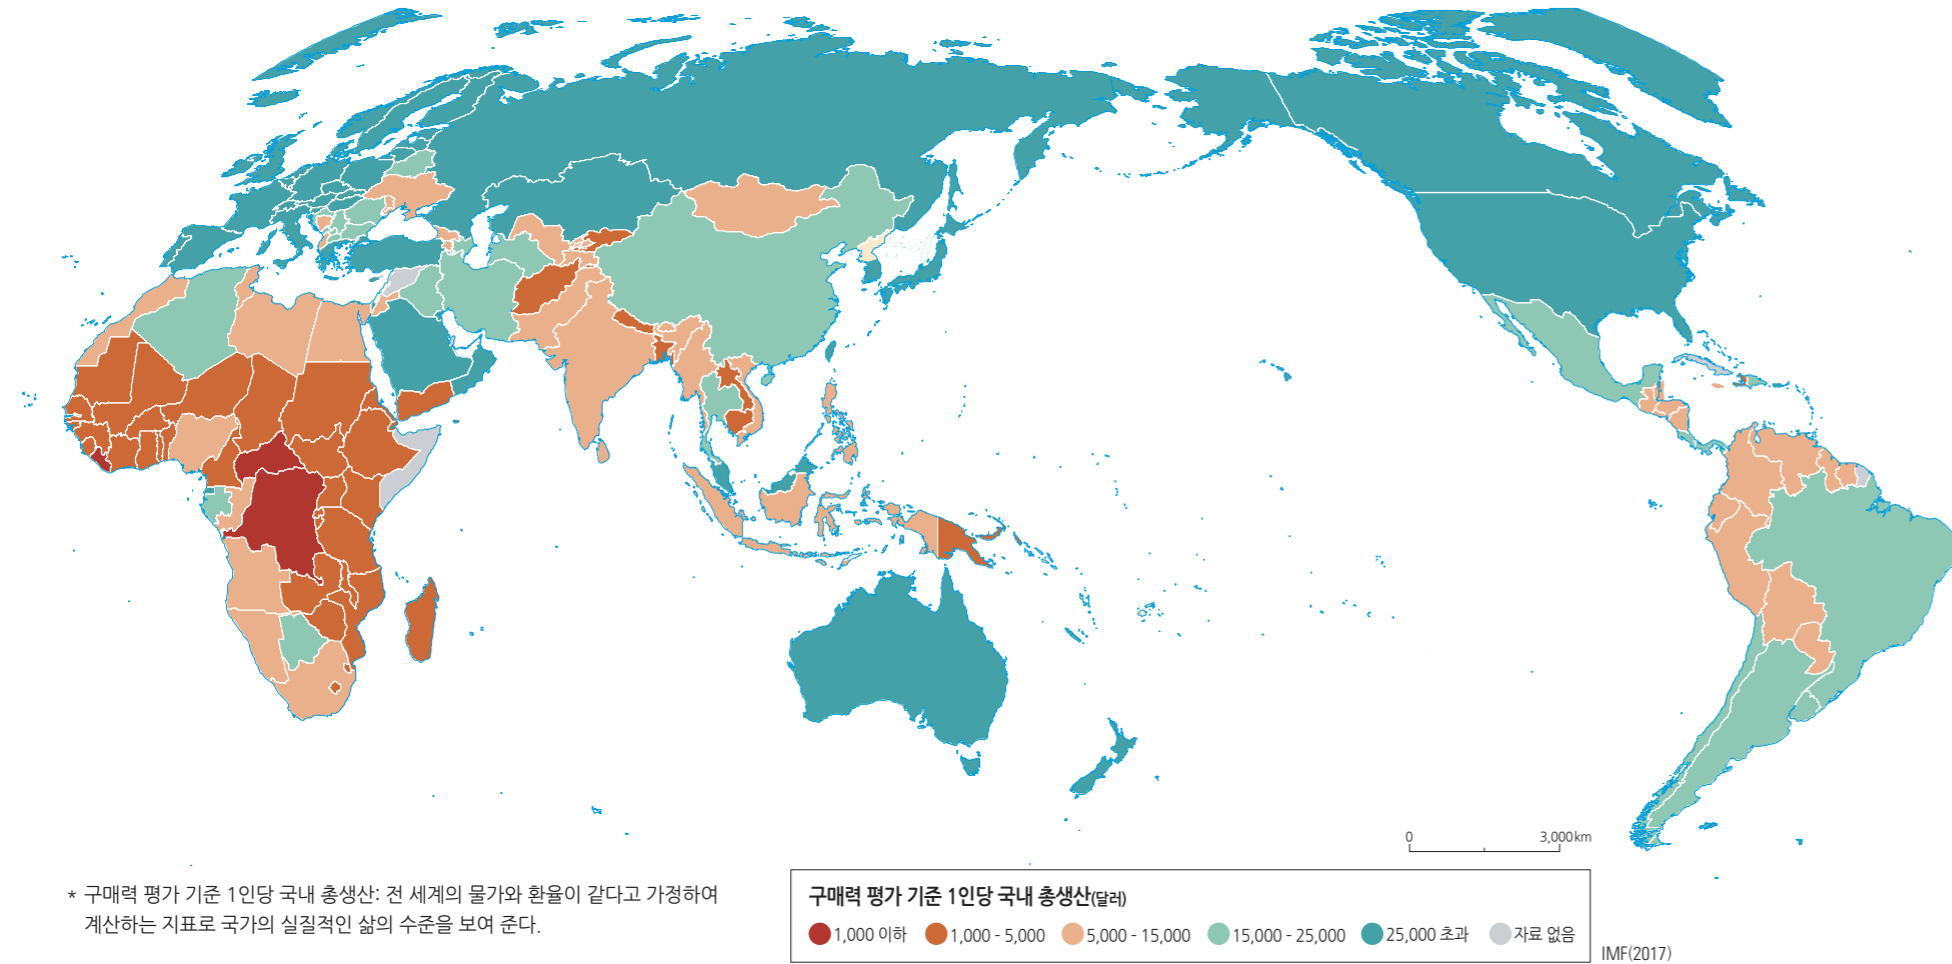 0 3,000km
* 구매력 평가 기준 1인당 국내 총생산: 전 세계의 물가와 환율이 같다고 가정하여
계산하는 지표로 국가의 실질적인 삶의 수준을 보여 준다.
구매력 평가 기준 1인당 국내 총생산(달러)
1,000 이하 1,000 - 5,000 5,000 - 15,000 15,000 - 25,000 25,000 초과 자료 없음
IMF(2017)